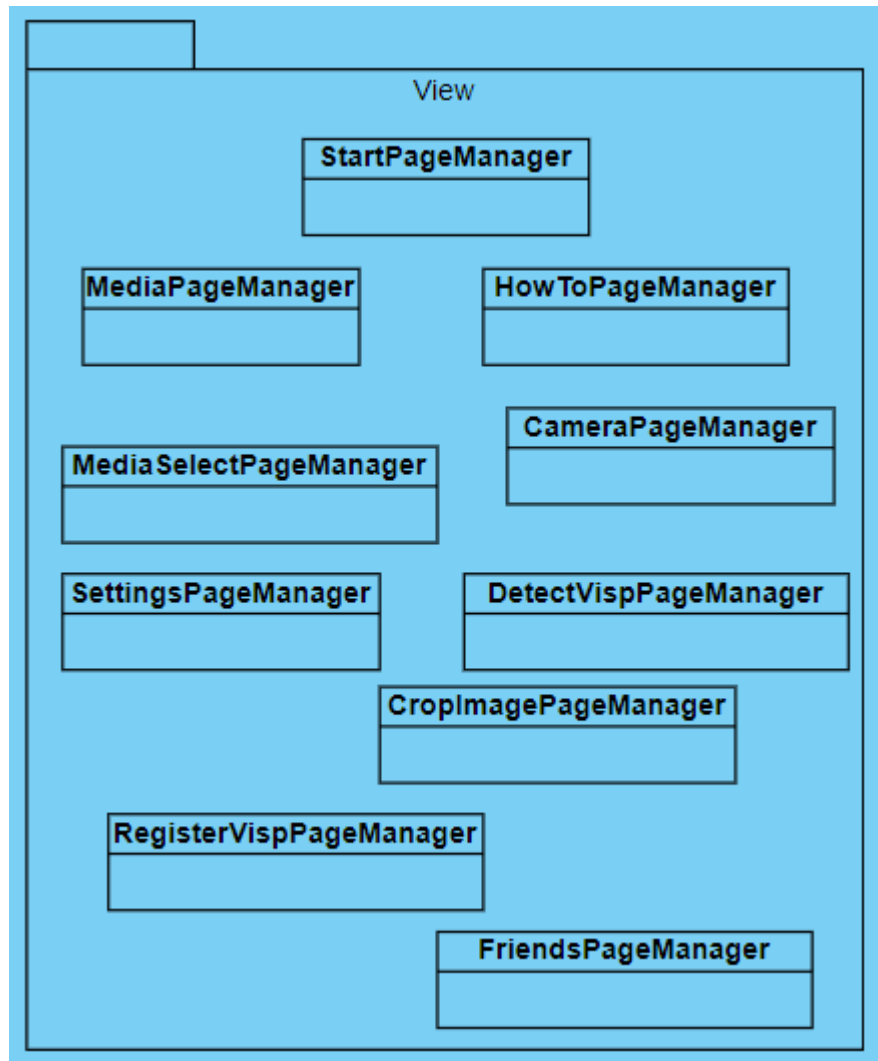 View
StartPageManager
MediaPageManager
HowToPageManager
CameraPageManager
MediaSelectPageManager
SettingsPageManager
DetectVispPageManager
CropImagePageManager
RegisterVispPageManager
FriendsPageManager